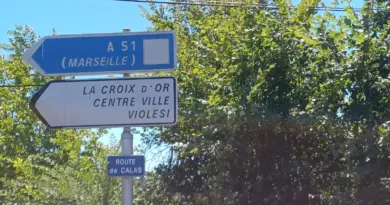 A 51
(MARSEILLE)
LA CROIX D'OR
CENTRE VILLE
VIOLESI
ROUTE
de CALAS